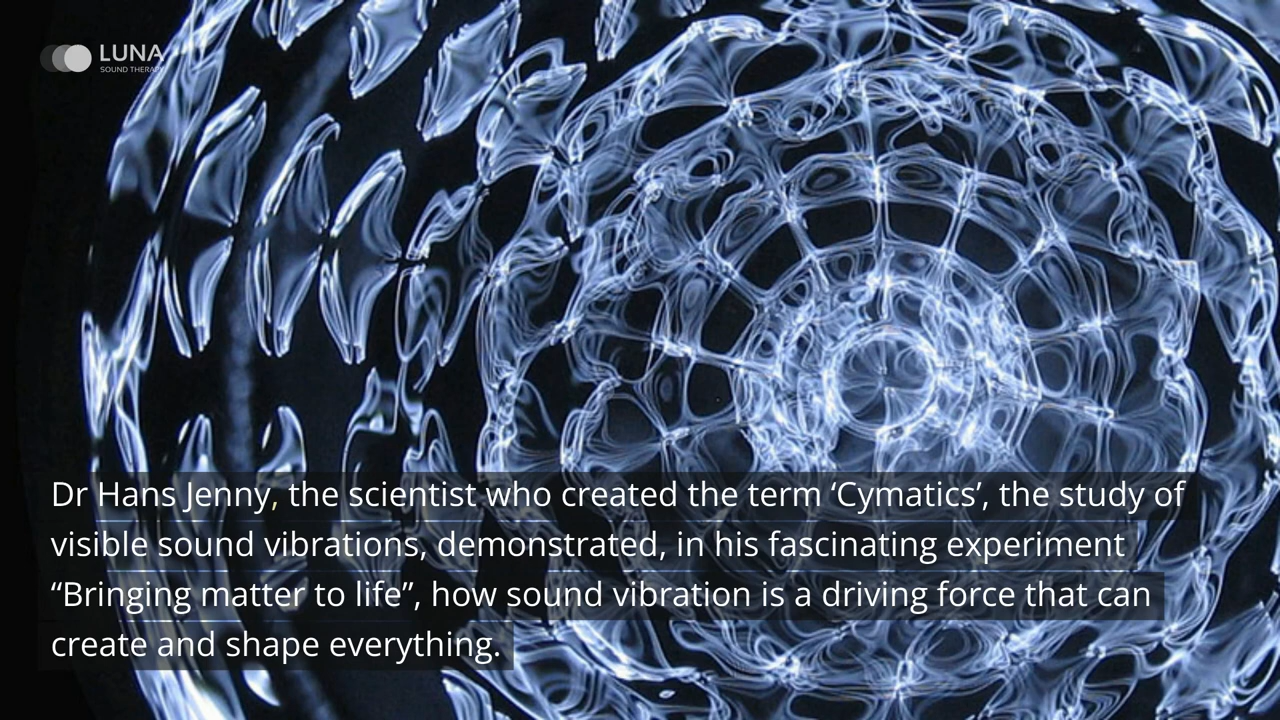 LUNA
SOUND THERAPY
Dr Hans Jenny, the scientist who created the term ‘Cymatics’, the study of
visible sound vibrations, demonstrated, in his fascinating experiment
“Bringing matter to life”, how sound vibration is a driving force that can
create and shape everything.